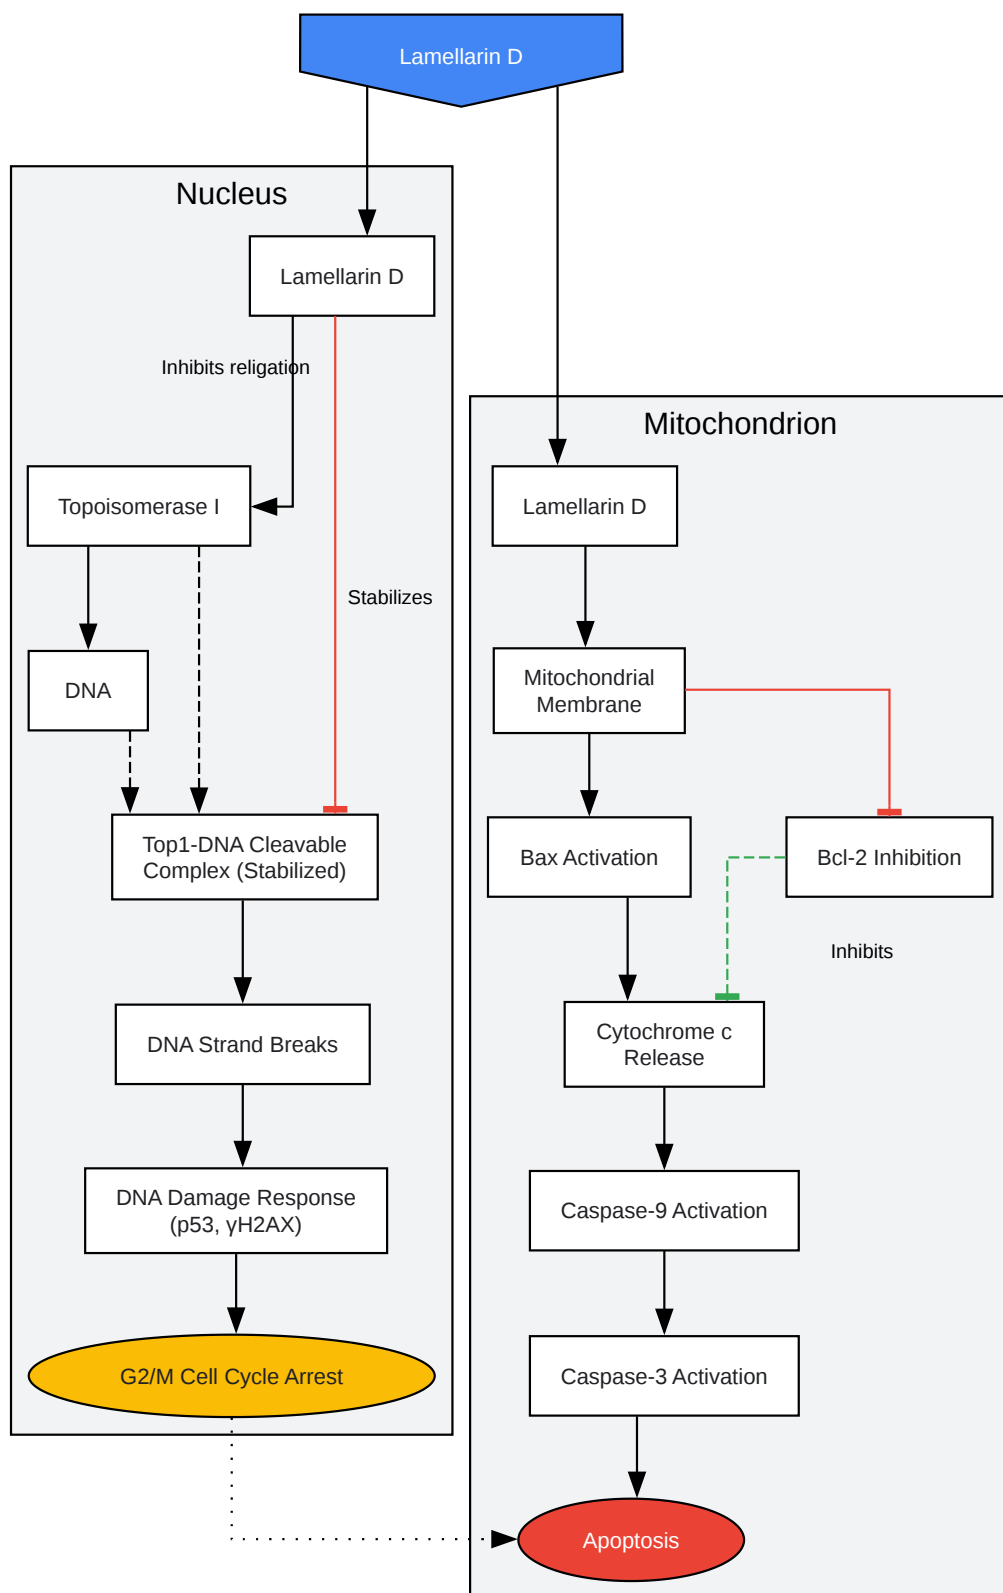 Lamellarin D
Nucleus
Lamellarin D
Inhibits religation
Topoisomerase I
Stabilizes
DNA
Top1-DNA Cleavable
Complex (Stabilized)
DNA Strand Breaks
DNA Damage Response
(p53, γH2AX)
G2/M Cell Cycle Arrest
Mitochondrion
Lamellarin D
Mitochondrial
Membrane
Bax Activation
Bcl-2 Inhibition
Inhibits
Cytochrome c
Release
Caspase-9 Activation
Caspase-3 Activation
Apoptosis